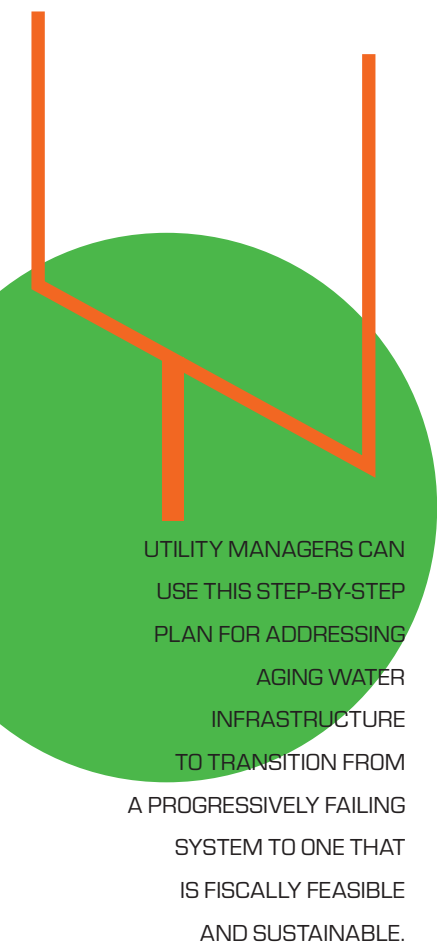 UTILITY MANAGERS CAN
USE THIS STEP-BY-STEP
PLAN FOR ADDRESSING
AGING WATER
INFRASTRUCTURE
TO TRANSITION FROM
A PROGRESSIVELY FAILING
SYSTEM TO ONE THAT
IS FISCALLY FEASIBLE
AND SUSTAINABLE.